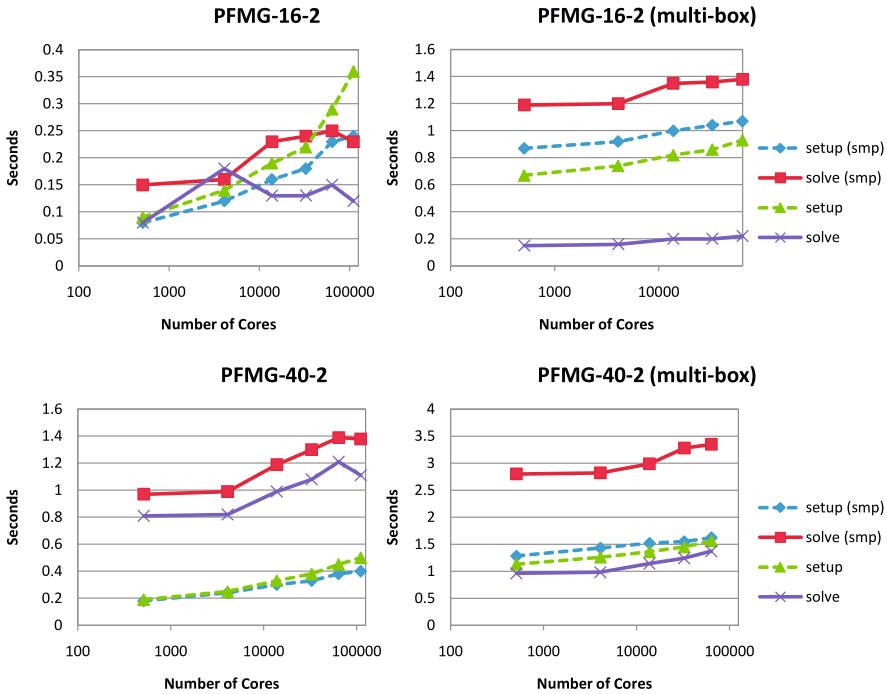 PFMG-16-2
0.4
0.35
0.3
0.25
0.2
0.15
0.1
0.05
0
Seconds
100 1000 10000 100000
Number of Cores
PFMG-16-2 (multi-box)
1.6
1.4
1.2
1
0.8
0.6
0.4
0.2
0
Seconds
100 1000 10000
Number of Cores
setup (smp)
solve (smp)
setup
solve
PFMG-40-2
1.6
1.4
1.2
1
0.8
0.6
0.4
0.2
0
Seconds
100 1000 10000 100000
Number of Cores
PFMG-40-2 (multi-box)
4
3.5
3
2.5
2
1.5
1
0.5
0
Seconds
100 1000 10000 100000
Number of Cores
setup (smp)
solve (smp)
setup
solve